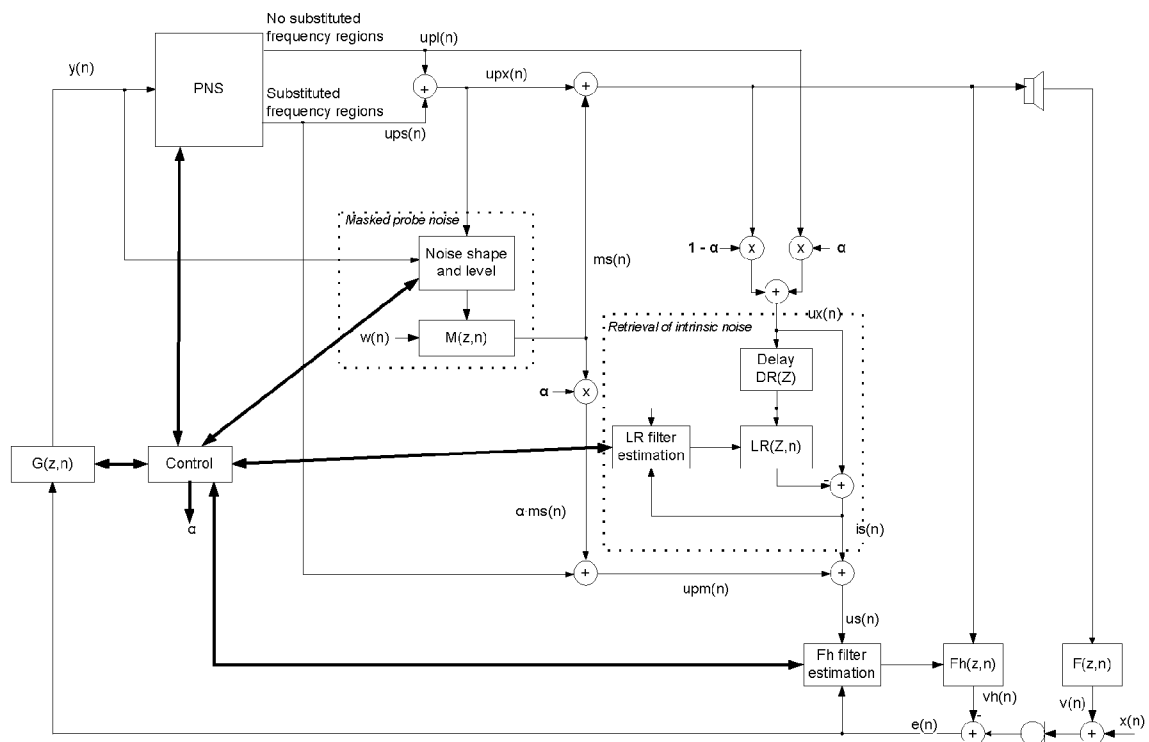 No substituted
frequency regions
upl(n)
y(n)
PNS
upx(n)
+
+
Substituted
frequency regions
ups(n)
Masked probe noise
Noise shape
and level
1 - α
x
x
α
ms(n)
+
ux(n)
w(n)
M(z,n)
Retrieval of intrinsic noise
Delay
DR(Z)
α
x
LR filter
estimation
LR(Z,n)
G(z,n)
Control
-
+
α·ms(n)
α
is(n)
+
+
upm(n)
us(n)
Fh filter
estimation
Fh(z,n)
F(z,n)
vh(n)
v(n)
-
e(n)
x(n)
+
+